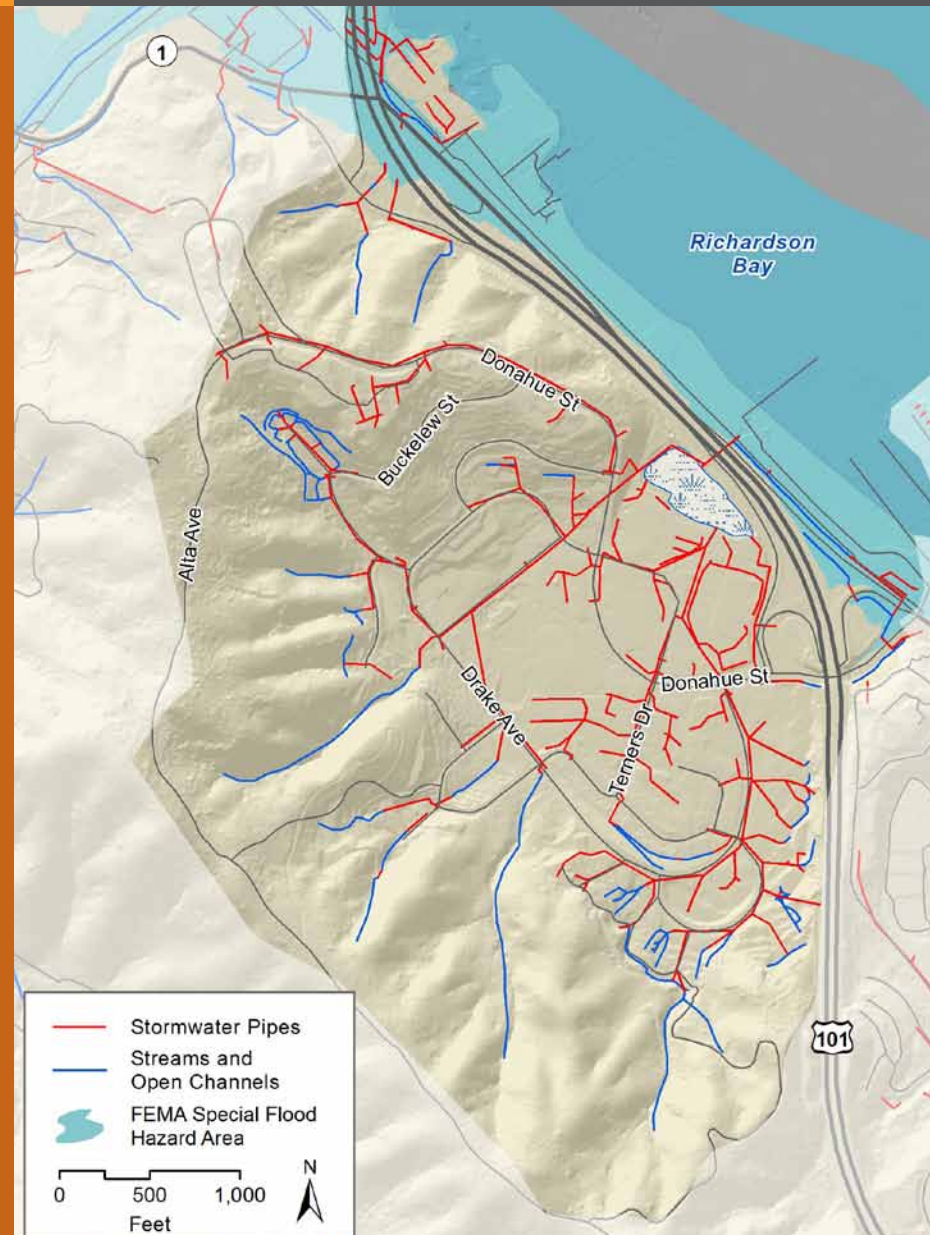 1
Richardson
Bay
Donahue St
Buckelew St
Alta Ave
Drake Ave
Donahue St
Terners Dr
101
Stormwater Pipes
Streams and
Open Channels
FEMA Special Flood
Hazard Area
N
0 500 1,000
Feet